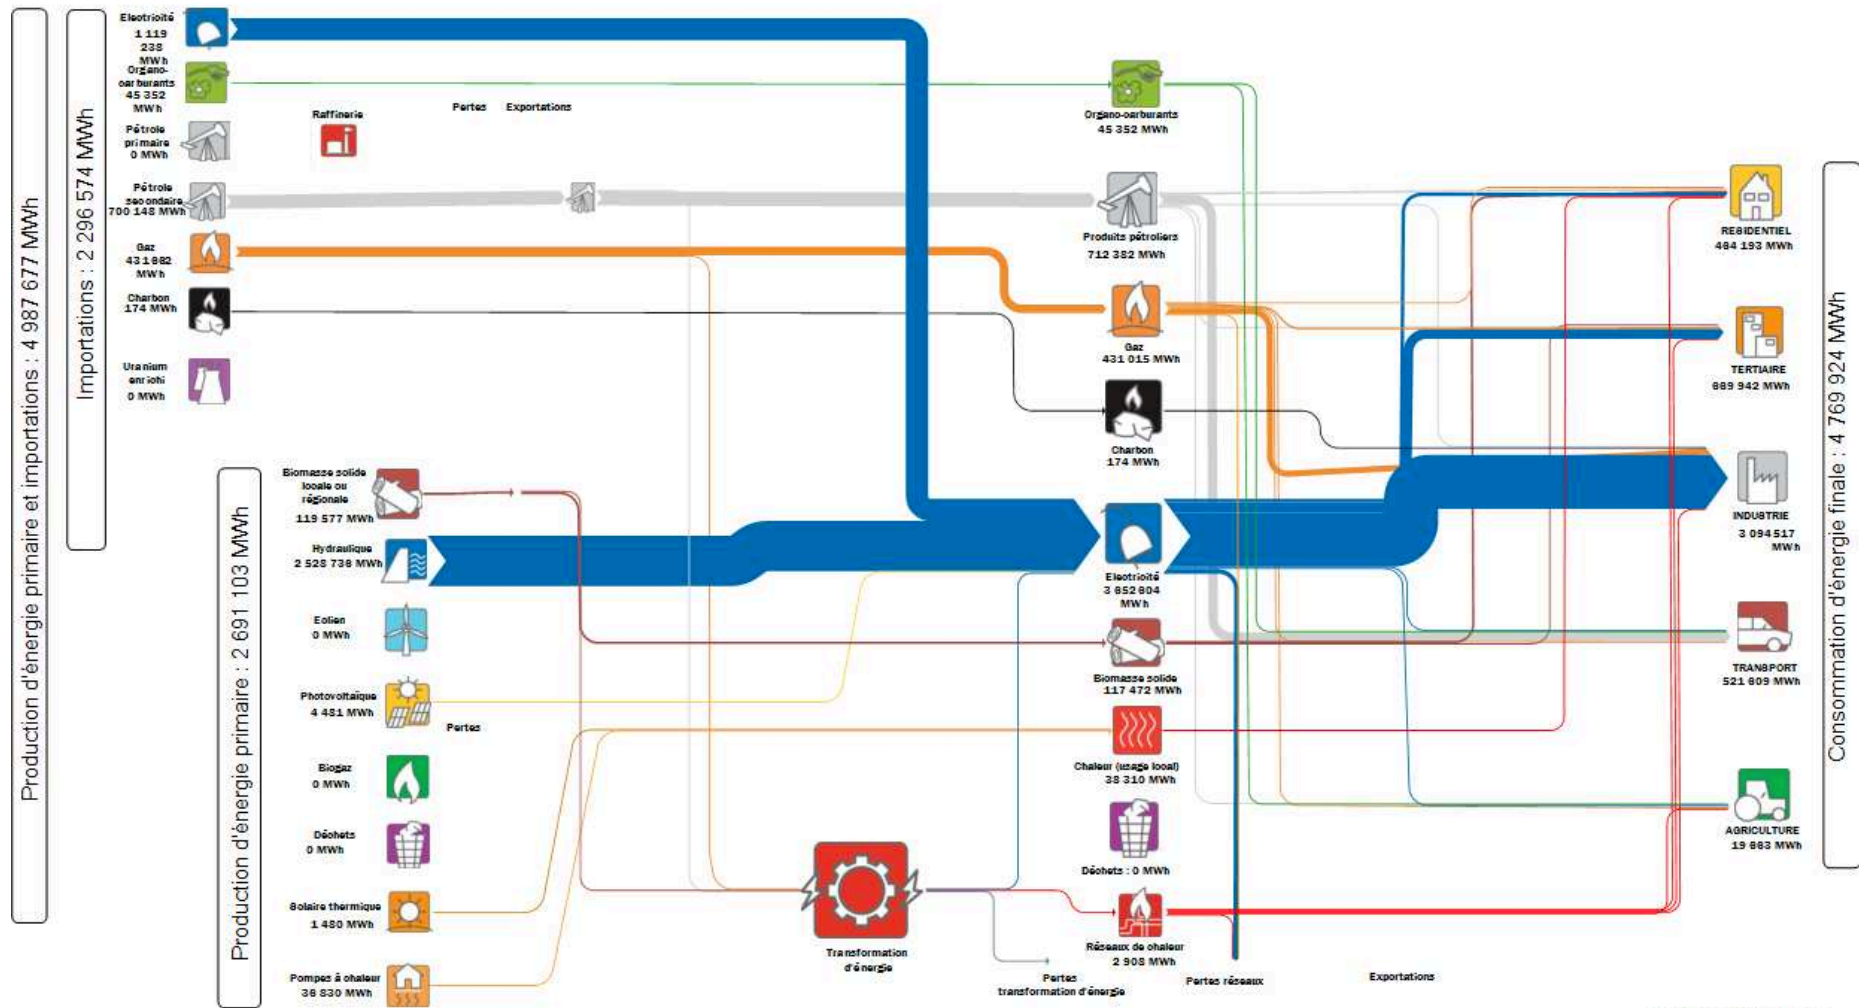 Production d'énergie primaire et importations : 4 987 677 MWh
Importations : 2 296 574 MWh
Electricité
1 119
238
MWh
Organo-
carburants
45 352
MWh
Pétrole
primaire
0 MWh
Pétrole
secondaire
700 148 MWh
Gaz
431 662
MWh
Charbon
174 MWh
Uranium
enrichi
0 MWh
Raffinerie
Pertes
Exportations
Production d'énergie primaire : 2 691 103 MWh
Biomasse solide
locale ou
régionale
119 577 MWh
Hydraulique
2 528 736 MWh
Eolien
0 MWh
Photovoltaïque
4 481 MWh
Pertes
Biogaz
0 MWh
Déchets
0 MWh
Solaire thermique
1 480 MWh
Pompes à chaleur
36 830 MWh
Transformation
d'énergie
Organo-carburants
45 352 MWh
Produits pétroliers
712 382 MWh
Gaz
431 015 MWh
Charbon
174 MWh
Electricité
3 652 604
MWh
Biomasse solide
117 472 MWh
Chaleur (usage local)
38 310 MWh
Déchets : 0 MWh
Réseaux de chaleur
2 908 MWh
Pertes
transformation d'énergie
Pertes réseaux
Exportations
RESIDENTIEL
464 193 MWh
TERTIAIRE
669 942 MWh
INDUSTRIE
3 094 517
MWh
TRANSPORT
521 609 MWh
AGRICULTURE
19 663 MWh
Consommation d'énergie finale : 4 769 924 MWh